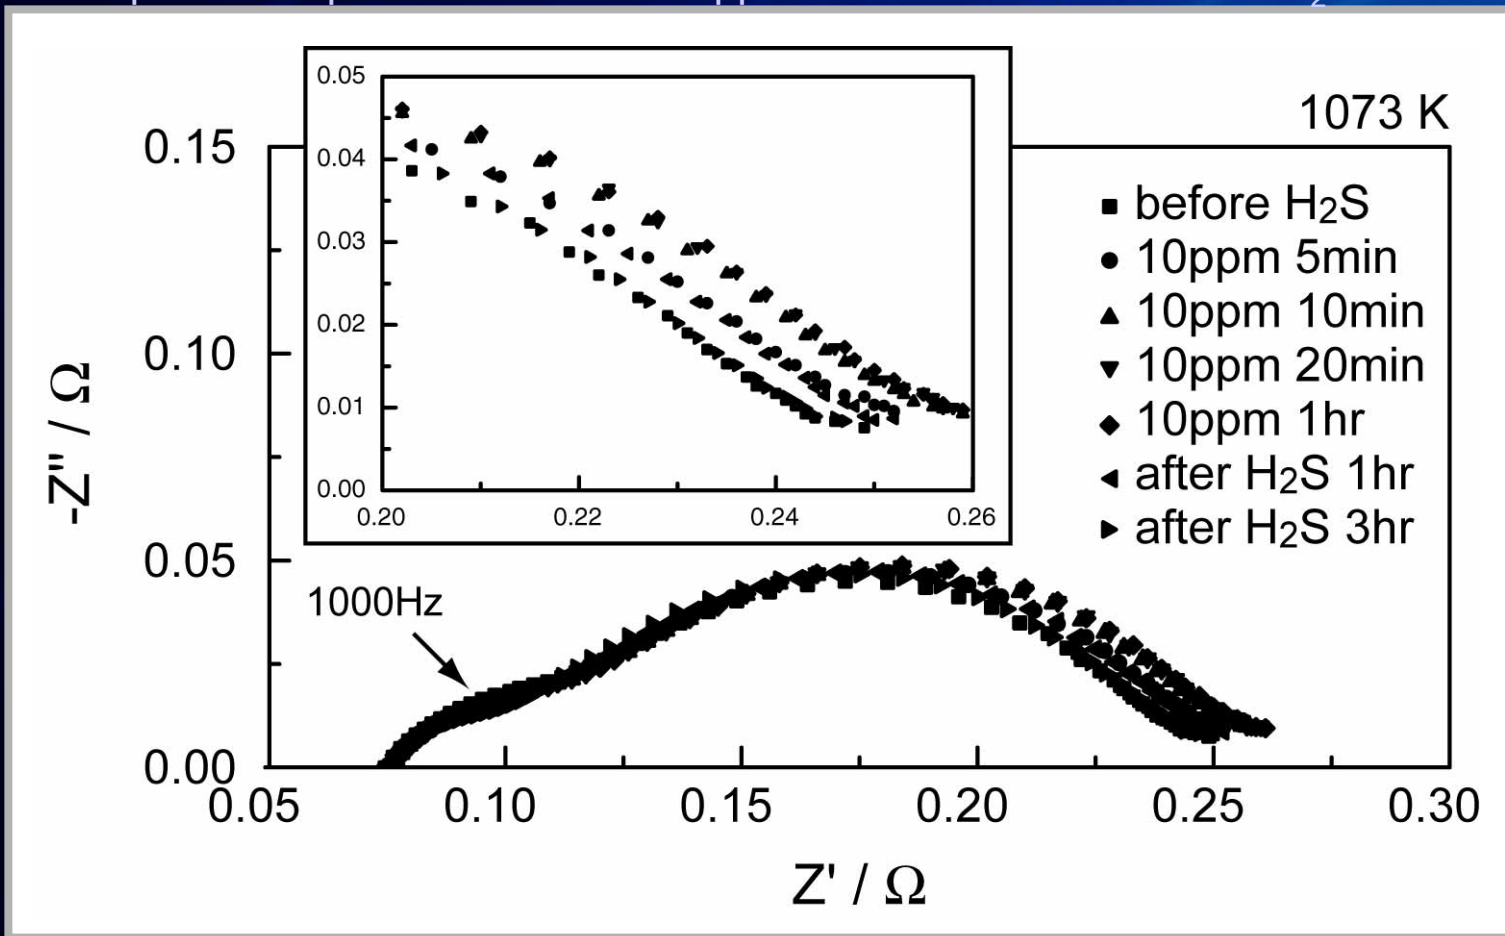 1073 K
0.05
0.04
0.03
0.02
0.01
0.00
0.20 0.22 0.24 0.26
0.15
0.10
0.05
0.00
-Z" / Ω
before H₂S
10ppm 5min
10ppm 10min
10ppm 20min
10ppm 1hr
after H₂S 1hr
after H₂S 3hr
1000Hz
0.05 0.10 0.15 0.20 0.25 0.30
Z' / Ω